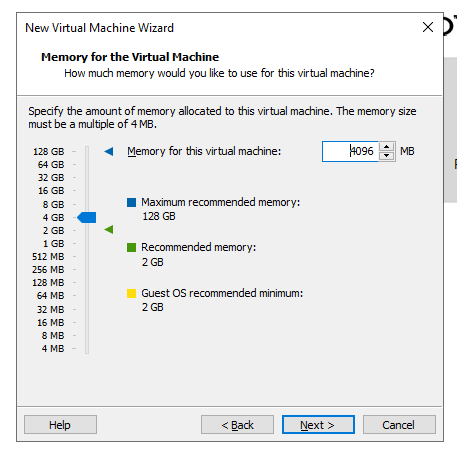 New Virtual Machine Wizard
Memory for the Virtual Machine
How much memory would you like to use for this virtual machine?
Specify the amount of memory allocated to this virtual machine. The memory size
must be a multiple of 4 MB.
128 GB
64 GB
32 GB
16 GB
8 GB
4 GB
2 GB
1 GB
512 MB
256 MB
128 MB
64 MB
32 MB
16 MB
8 MB
4 MB
Memory for this virtual machine: 4096 MB
Maximum recommended memory:
128 GB
Recommended memory:
2 GB
Guest OS recommended minimum:
2 GB
Help
< Back
Next >
Cancel